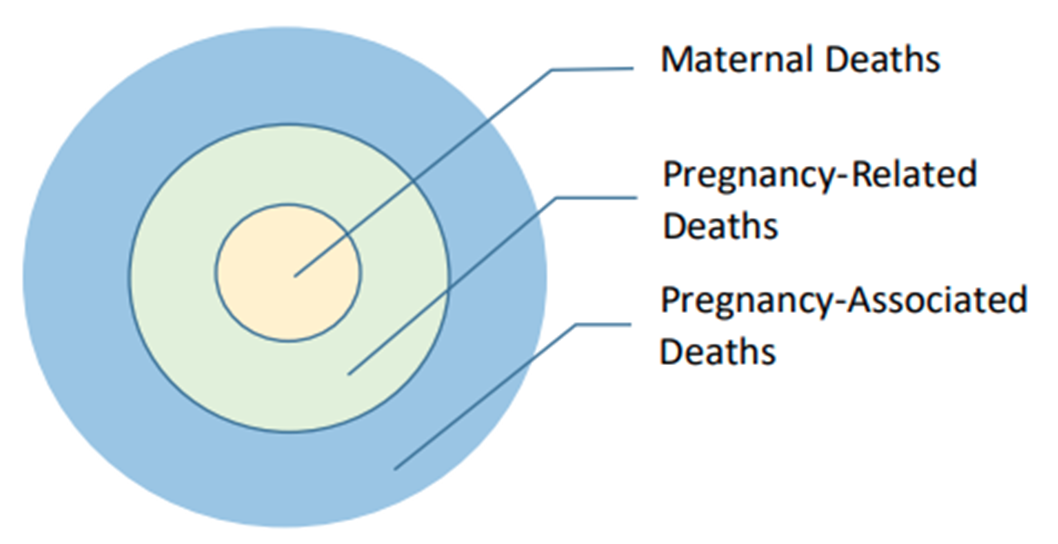 Maternal Deaths
Pregnancy-Related
Deaths
Pregnancy-Associated
Deaths